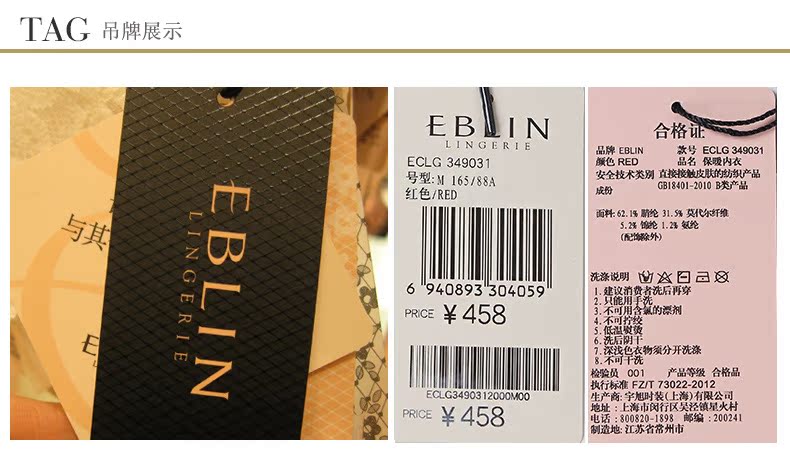 TAG 吊牌展示
与其
EBLIN
LINGERIE
E
EBLIN
LINGERIE
ECLG 349031
号型:M 165/88A
红色/RED
6 940893 304059
PRICE ¥458
ECLG3490312000M00
PRICE ¥458
合格证
品牌 EBLIN 款号 ECLG 349031
颜色 RED 品名 保暖内衣
安全技术类别 直接接触皮肤的纺织产品
成份 GB18401-2010 B类产品
面料: 62.1% 腈纶 31.5% 莫代尔纤维
5.2% 锦纶 1.2% 氨纶
(配饰除外)
洗涤说明
1.建议消费者洗后再穿
2.只能用手洗
3.不可用含氯的漂剂
4.不可拧绞
5.低温熨烫
6.洗后阴干
7.深浅色衣物须分开洗涤
8.不可干洗
检验员 001 产品等级 合格品
执行标准 FZ/T 73022-2012
生产商: 宇旭时装(上海)有限公司
地址: 上海市闵行区吴泾镇星火村
电话: 800820-1898 邮编: 200241
制造地: 江苏省常州市